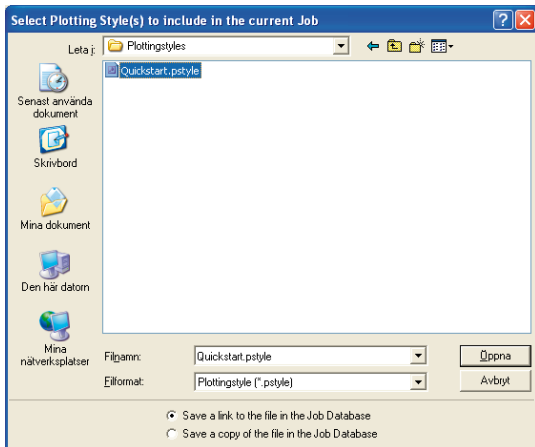 Select Plotting Style(s) to include in the current Job
Leta i:
Plottingstyles
Quickstart.pstyle
Senast använda
dokument
Skrivbord
Mina dokument
Den här datorn
Mina
nätverksplatser
Filnamn:
Quickstart.pstyle
Öppna
Filformat:
Plottingstyle (*.pstyle)
Avbryt
Save a link to the file in the Job Database
Save a copy of the file in the Job Database